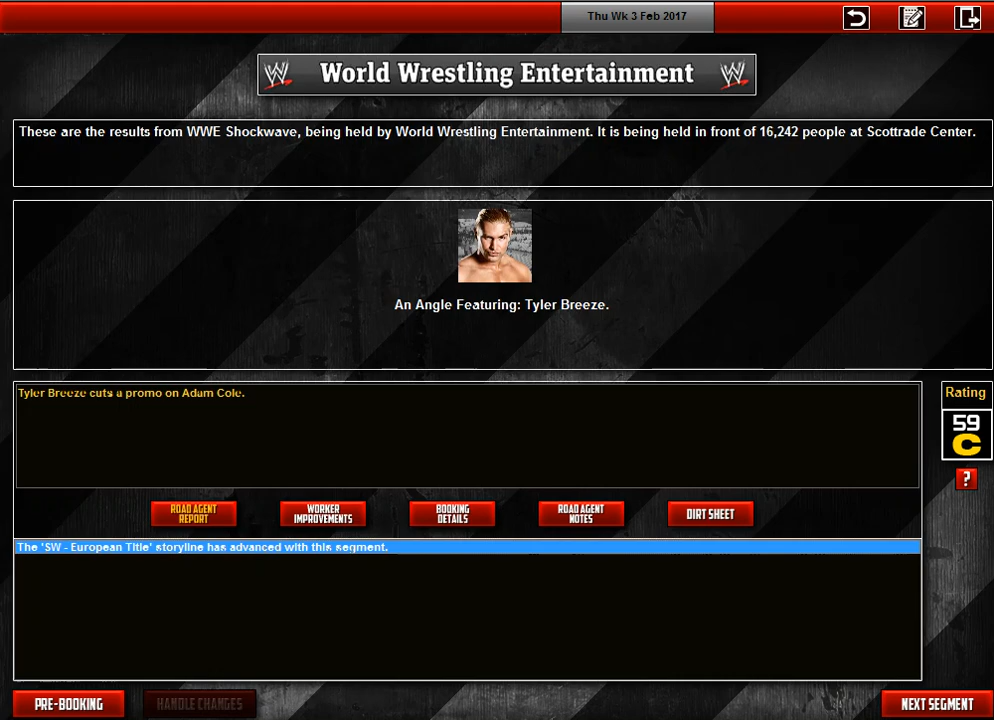 Thu Wk 3 Feb 2017
World Wrestling Entertainment
These are the results from WWE Shockwave, being held by World Wrestling Entertainment. It is being held in front of 16,242 people at Scottrade Center.
An Angle Featuring: Tyler Breeze.
Tyler Breeze cuts a promo on Adam Cole.
Rating
59
C
?
ROAD AGENT REPORT
WORKER IMPROVEMENTS
BOOKING DETAILS
ROAD AGENT NOTES
DIRT SHEET
The 'SW - European Title' storyline has advanced with this segment.
PRE-BOOKING
HANDLE CHANGES
NEXT SEGMENT